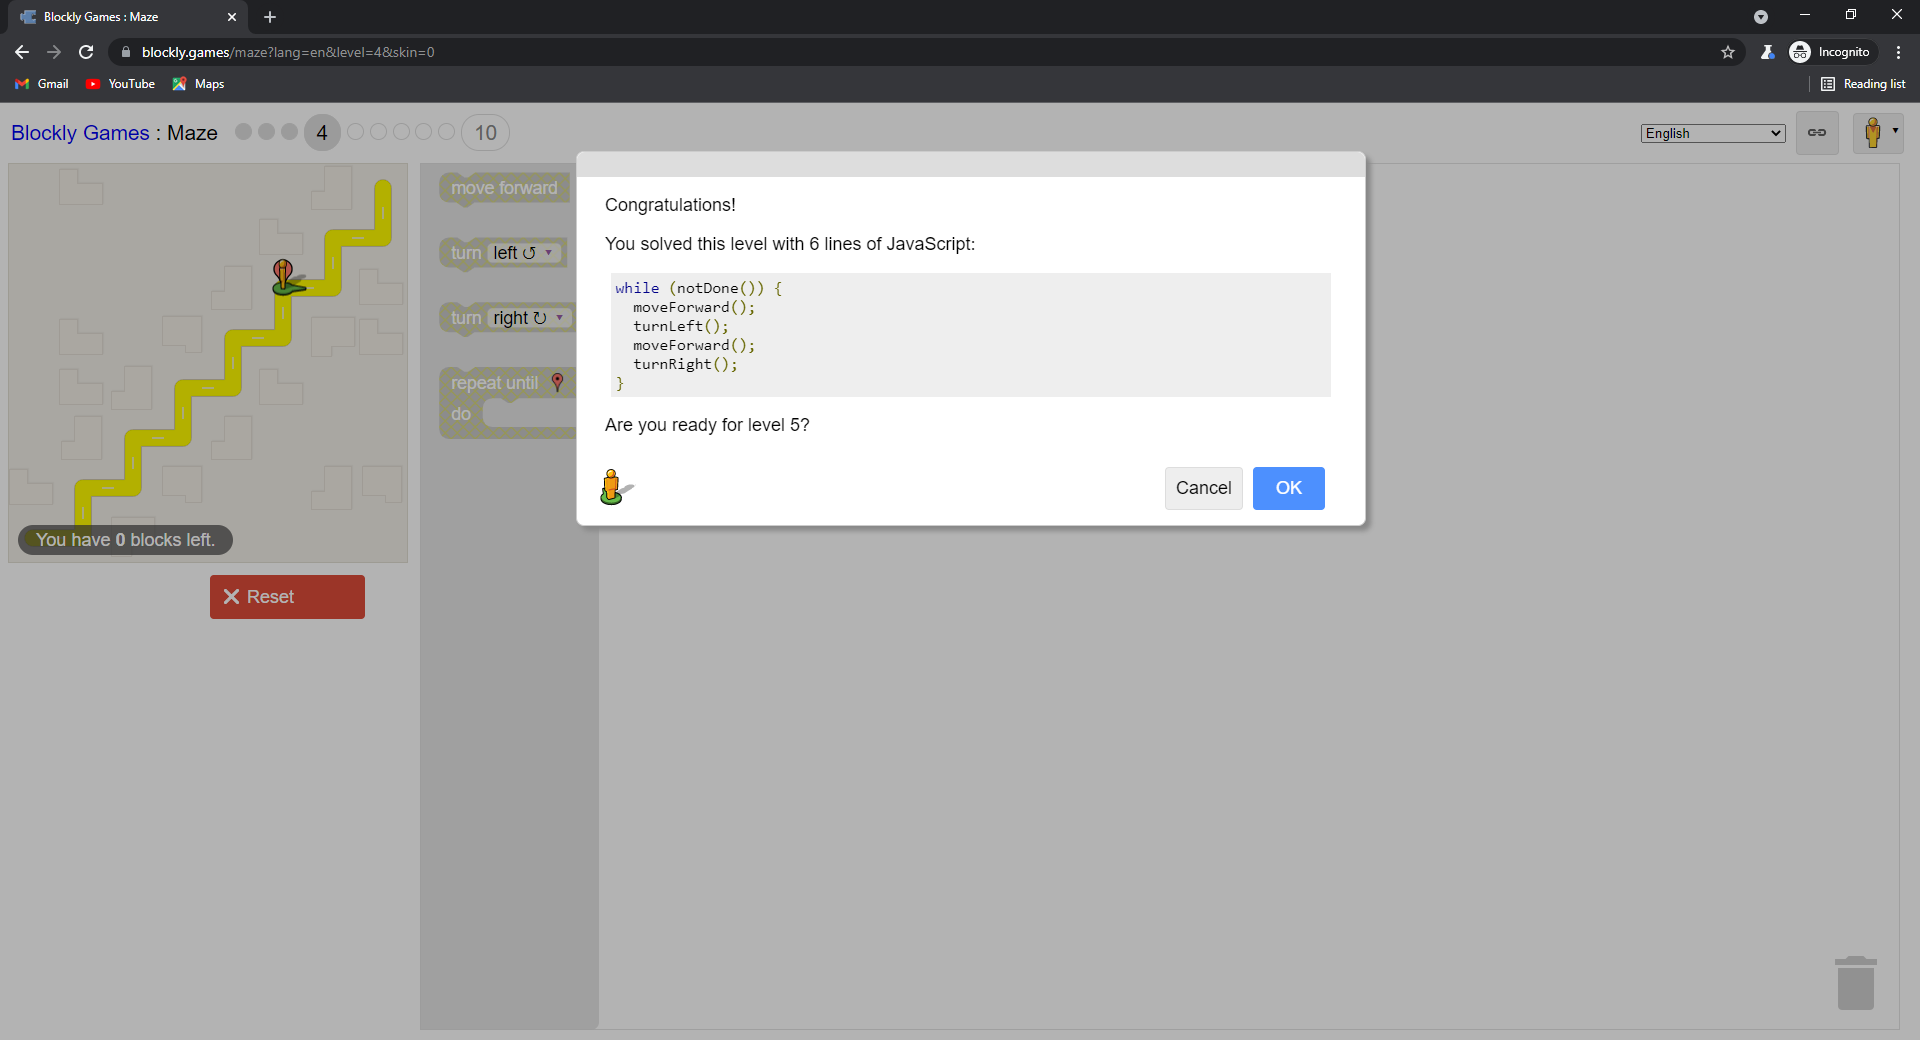 Blockly Games : Maze
blockly.games/maze?lang=en&level=4&skin=0
Incognito
Gmail YouTube Maps
Reading list
Blockly Games : Maze 4 10
English
move forward
turn left ↺ ▾
turn right ↻ ▾
repeat until
do
You have 0 blocks left.
Reset
Congratulations!
You solved this level with 6 lines of JavaScript:
while (notDone()) {
  moveForward();
  turnLeft();
  moveForward();
  turnRight();
}
Are you ready for level 5?
Cancel OK